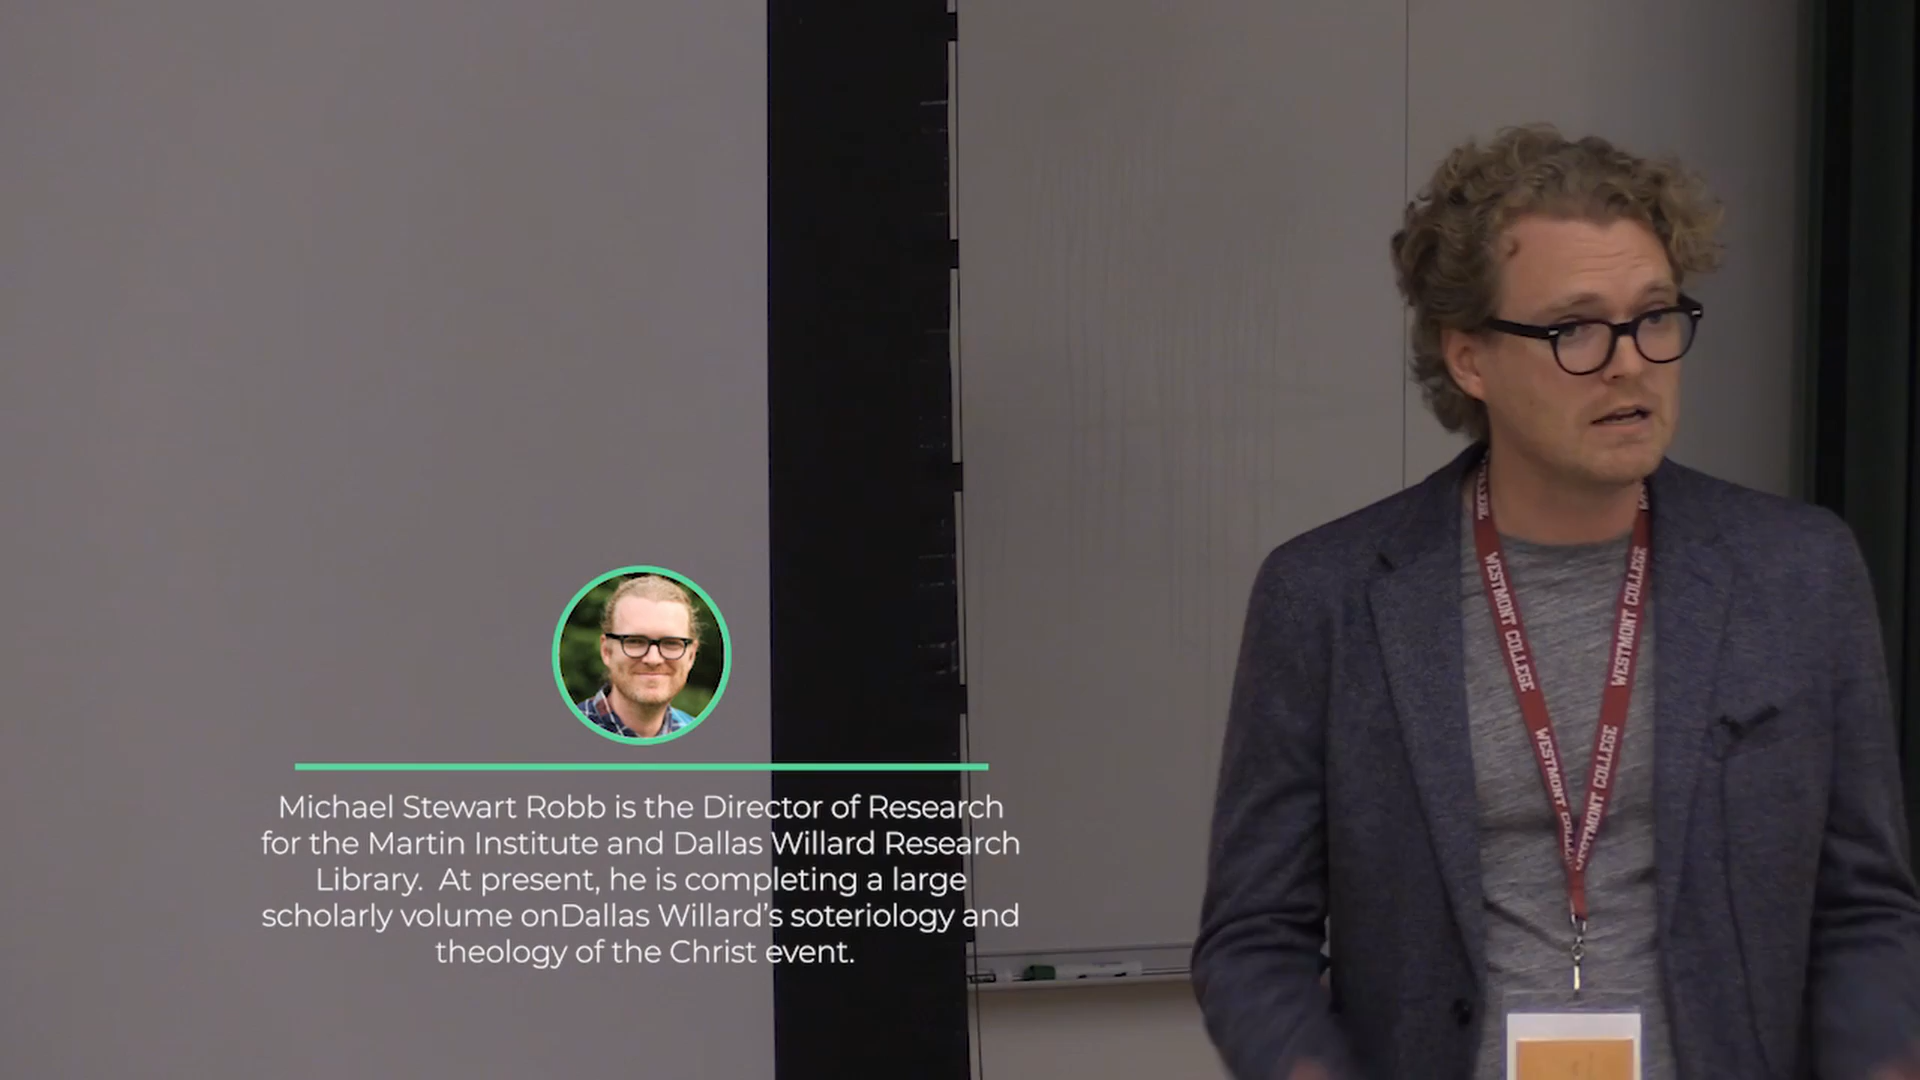 Michael Stewart Robb is the Director of Research
for the Martin Institute and Dallas Willard Research
Library.  At present, he is completing a large
scholarly volume onDallas Willard’s soteriology and
theology of the Christ event.
WESTMONT COLLEGE
WESTMONT COLLEGE
WESTMONT COLLEGE
WESTMONT COLLEGE